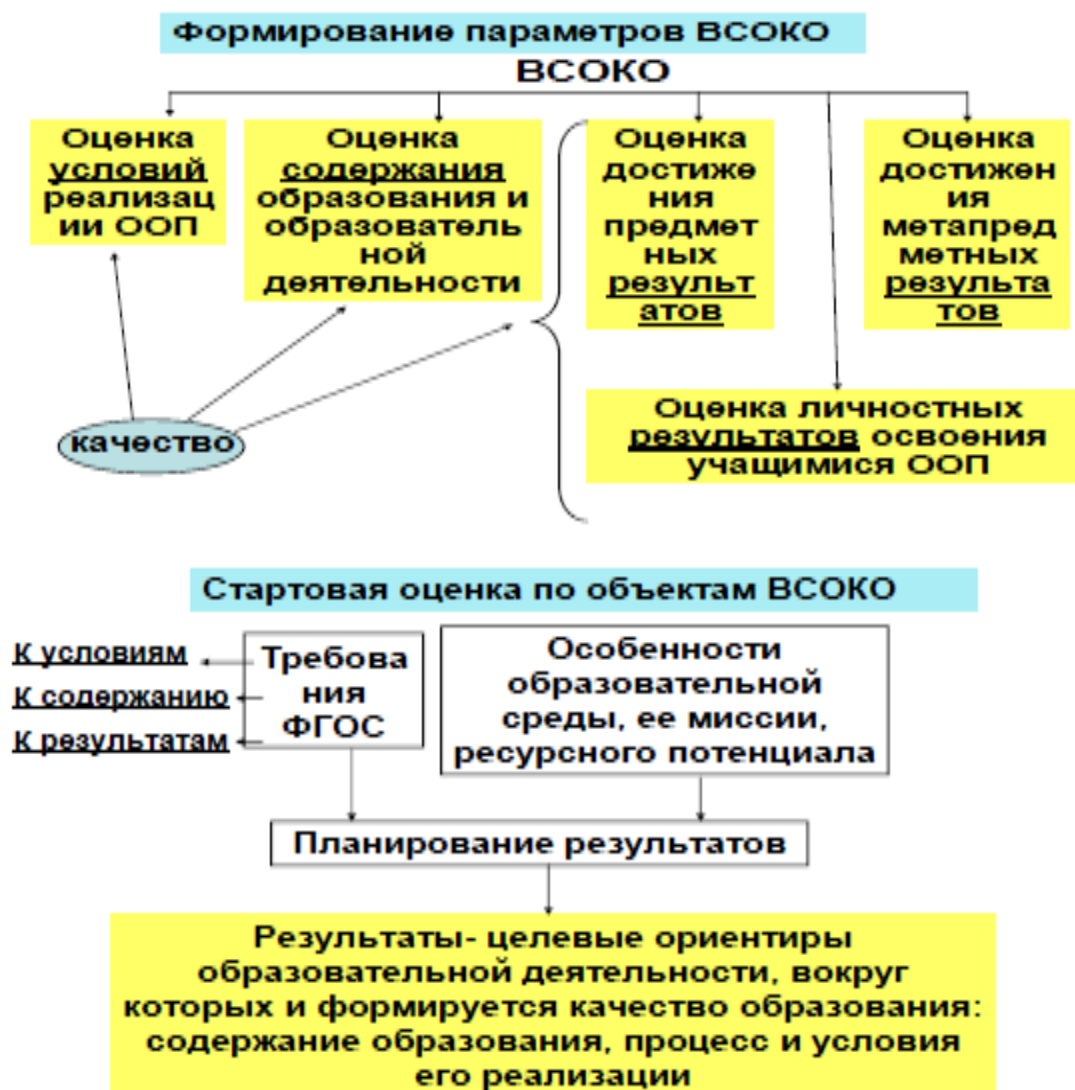 Формирование параметров ВСОКО
ВСОКО
Оценка
условий
реализац
ии ООП
Оценка
содержания
образования и
образователь
ной
деятельности
Оценка
достиже
ния
предмет
ных
результ
атов
Оценка
достижен
ия
метапред
метных
результа
тов
качество
Оценка личностных
результатов освоения
учащимися ООП
Стартовая оценка по объектам ВСОКО
К условиям
К содержанию
К результатам
Требова
ния
ФГОС
Особенности
образовательной
среды, ее миссии,
ресурсного потенциала
Планирование результатов
Результаты- целевые ориентиры
образовательной деятельности, вокруг
которых и формируется качество образования:
содержание образования, процесс и условия
его реализации